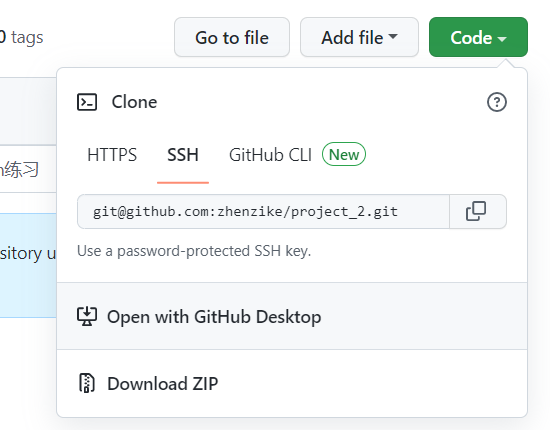 0 tags
Go to file
Add file
Code
Clone
HTTPS
SSH
GitHub CLI
New
练习
git@github.com:zhenzike/project_2.git
Use a password-protected SSH key.
sitory u
Open with GitHub Desktop
Download ZIP